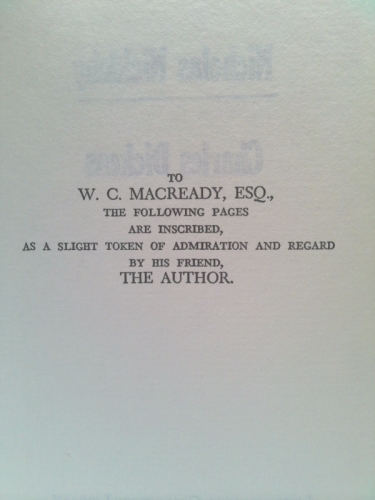 TO
W. C. MACREADY, ESQ.,
THE FOLLOWING PAGES
ARE INSCRIBED,
AS A SLIGHT TOKEN OF ADMIRATION AND REGARD
BY HIS FRIEND,
THE AUTHOR.